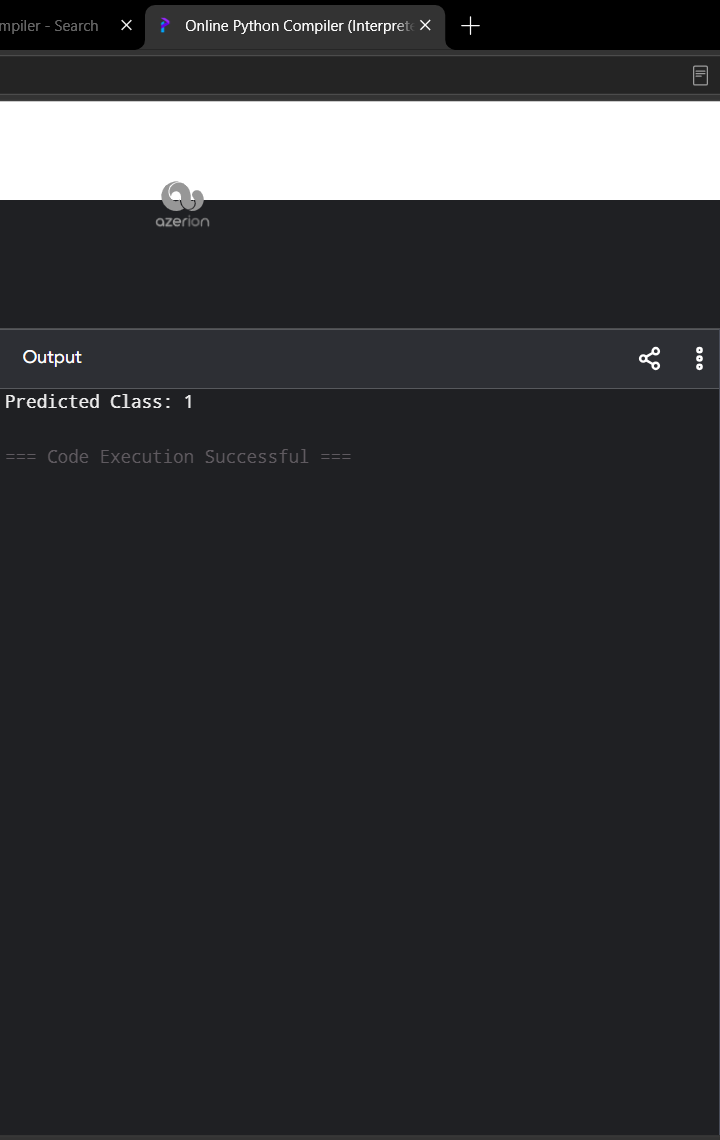 mpiler - Search
Online Python Compiler (Interprete
azerion
Output
Predicted Class: 1
=== Code Execution Successful ===